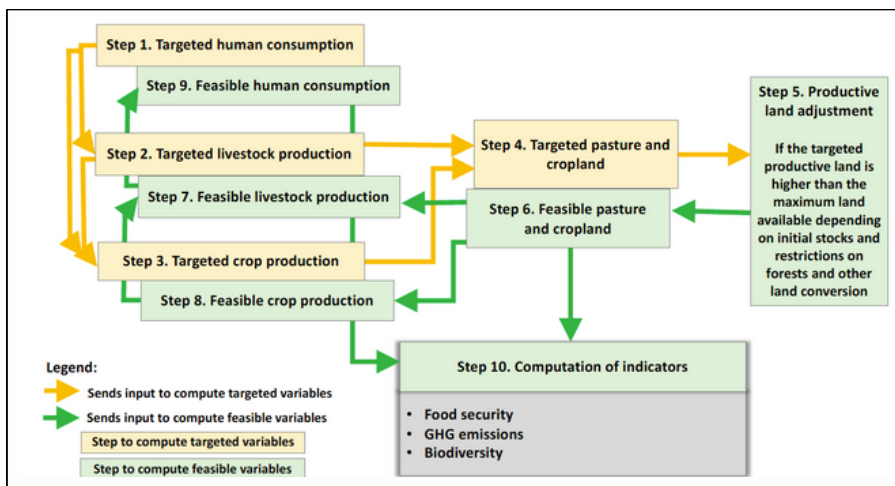 Step 1. Targeted human consumption
Step 9. Feasible human consumption
Step 2. Targeted livestock production
Step 7. Feasible livestock production
Step 3. Targeted crop production
Step 8. Feasible crop production
Step 4. Targeted pasture and
cropland
Step 6. Feasible pasture
and cropland
Step 5. Productive
land adjustment
If the targeted
productive land is
higher than the
maximum land
available depending
on initial stocks and
restrictions on
forests and other
land conversion
Step 10. Computation of indicators
• Food security
• GHG emissions
• Biodiversity
Legend:
Sends input to compute targeted variables
Sends input to compute feasible variables
Step to compute targeted variables
Step to compute feasible variables